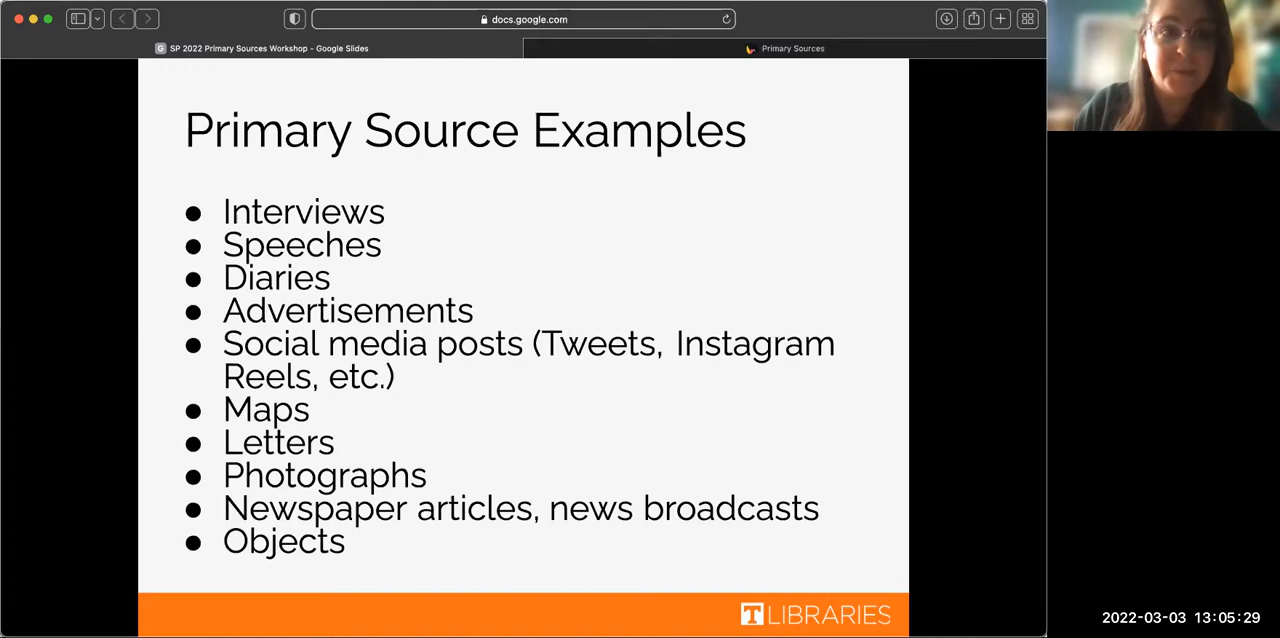 docs.google.com
G SP 2022 Primary Sources Workshop - Google Slides
Primary Sources
Primary Source Examples
● Interviews
● Speeches
● Diaries
● Advertisements
● Social media posts (Tweets, Instagram
Reels, etc.)
● Maps
● Letters
● Photographs
● Newspaper articles, news broadcasts
● Objects
T LIBRARIES
2022-03-03 13:05:29